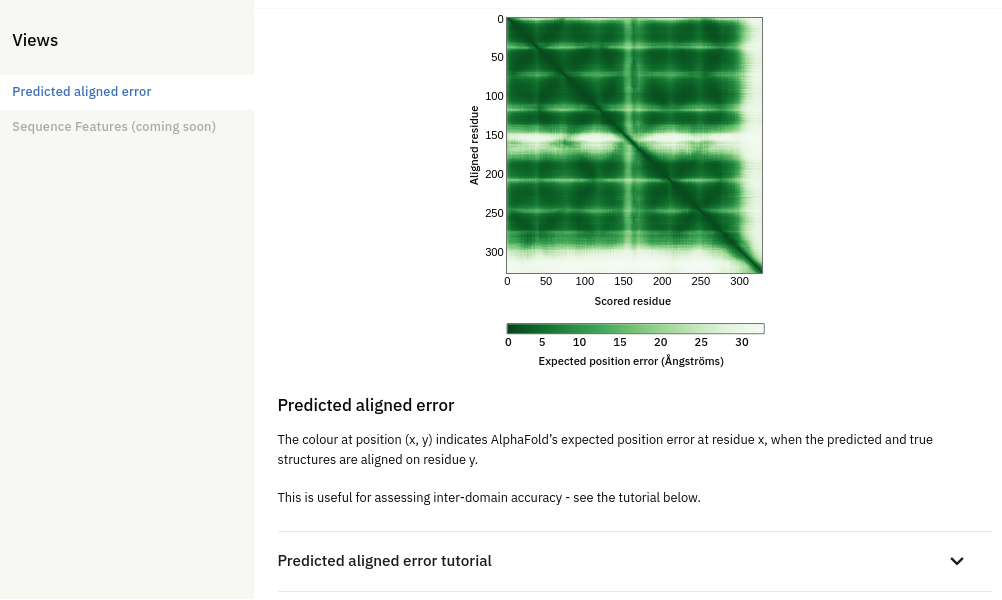 Views
Predicted aligned error
Sequence Features (coming soon)
0
50
100
150
200
250
300
Aligned residue
0 50 100 150 200 250 300
Scored residue
0 5 10 15 20 25 30
Expected position error (Ångströms)
Predicted aligned error
The colour at position (x, y) indicates AlphaFold’s expected position error at residue x, when the predicted and true
structures are aligned on residue y.
This is useful for assessing inter-domain accuracy - see the tutorial below.
Predicted aligned error tutorial